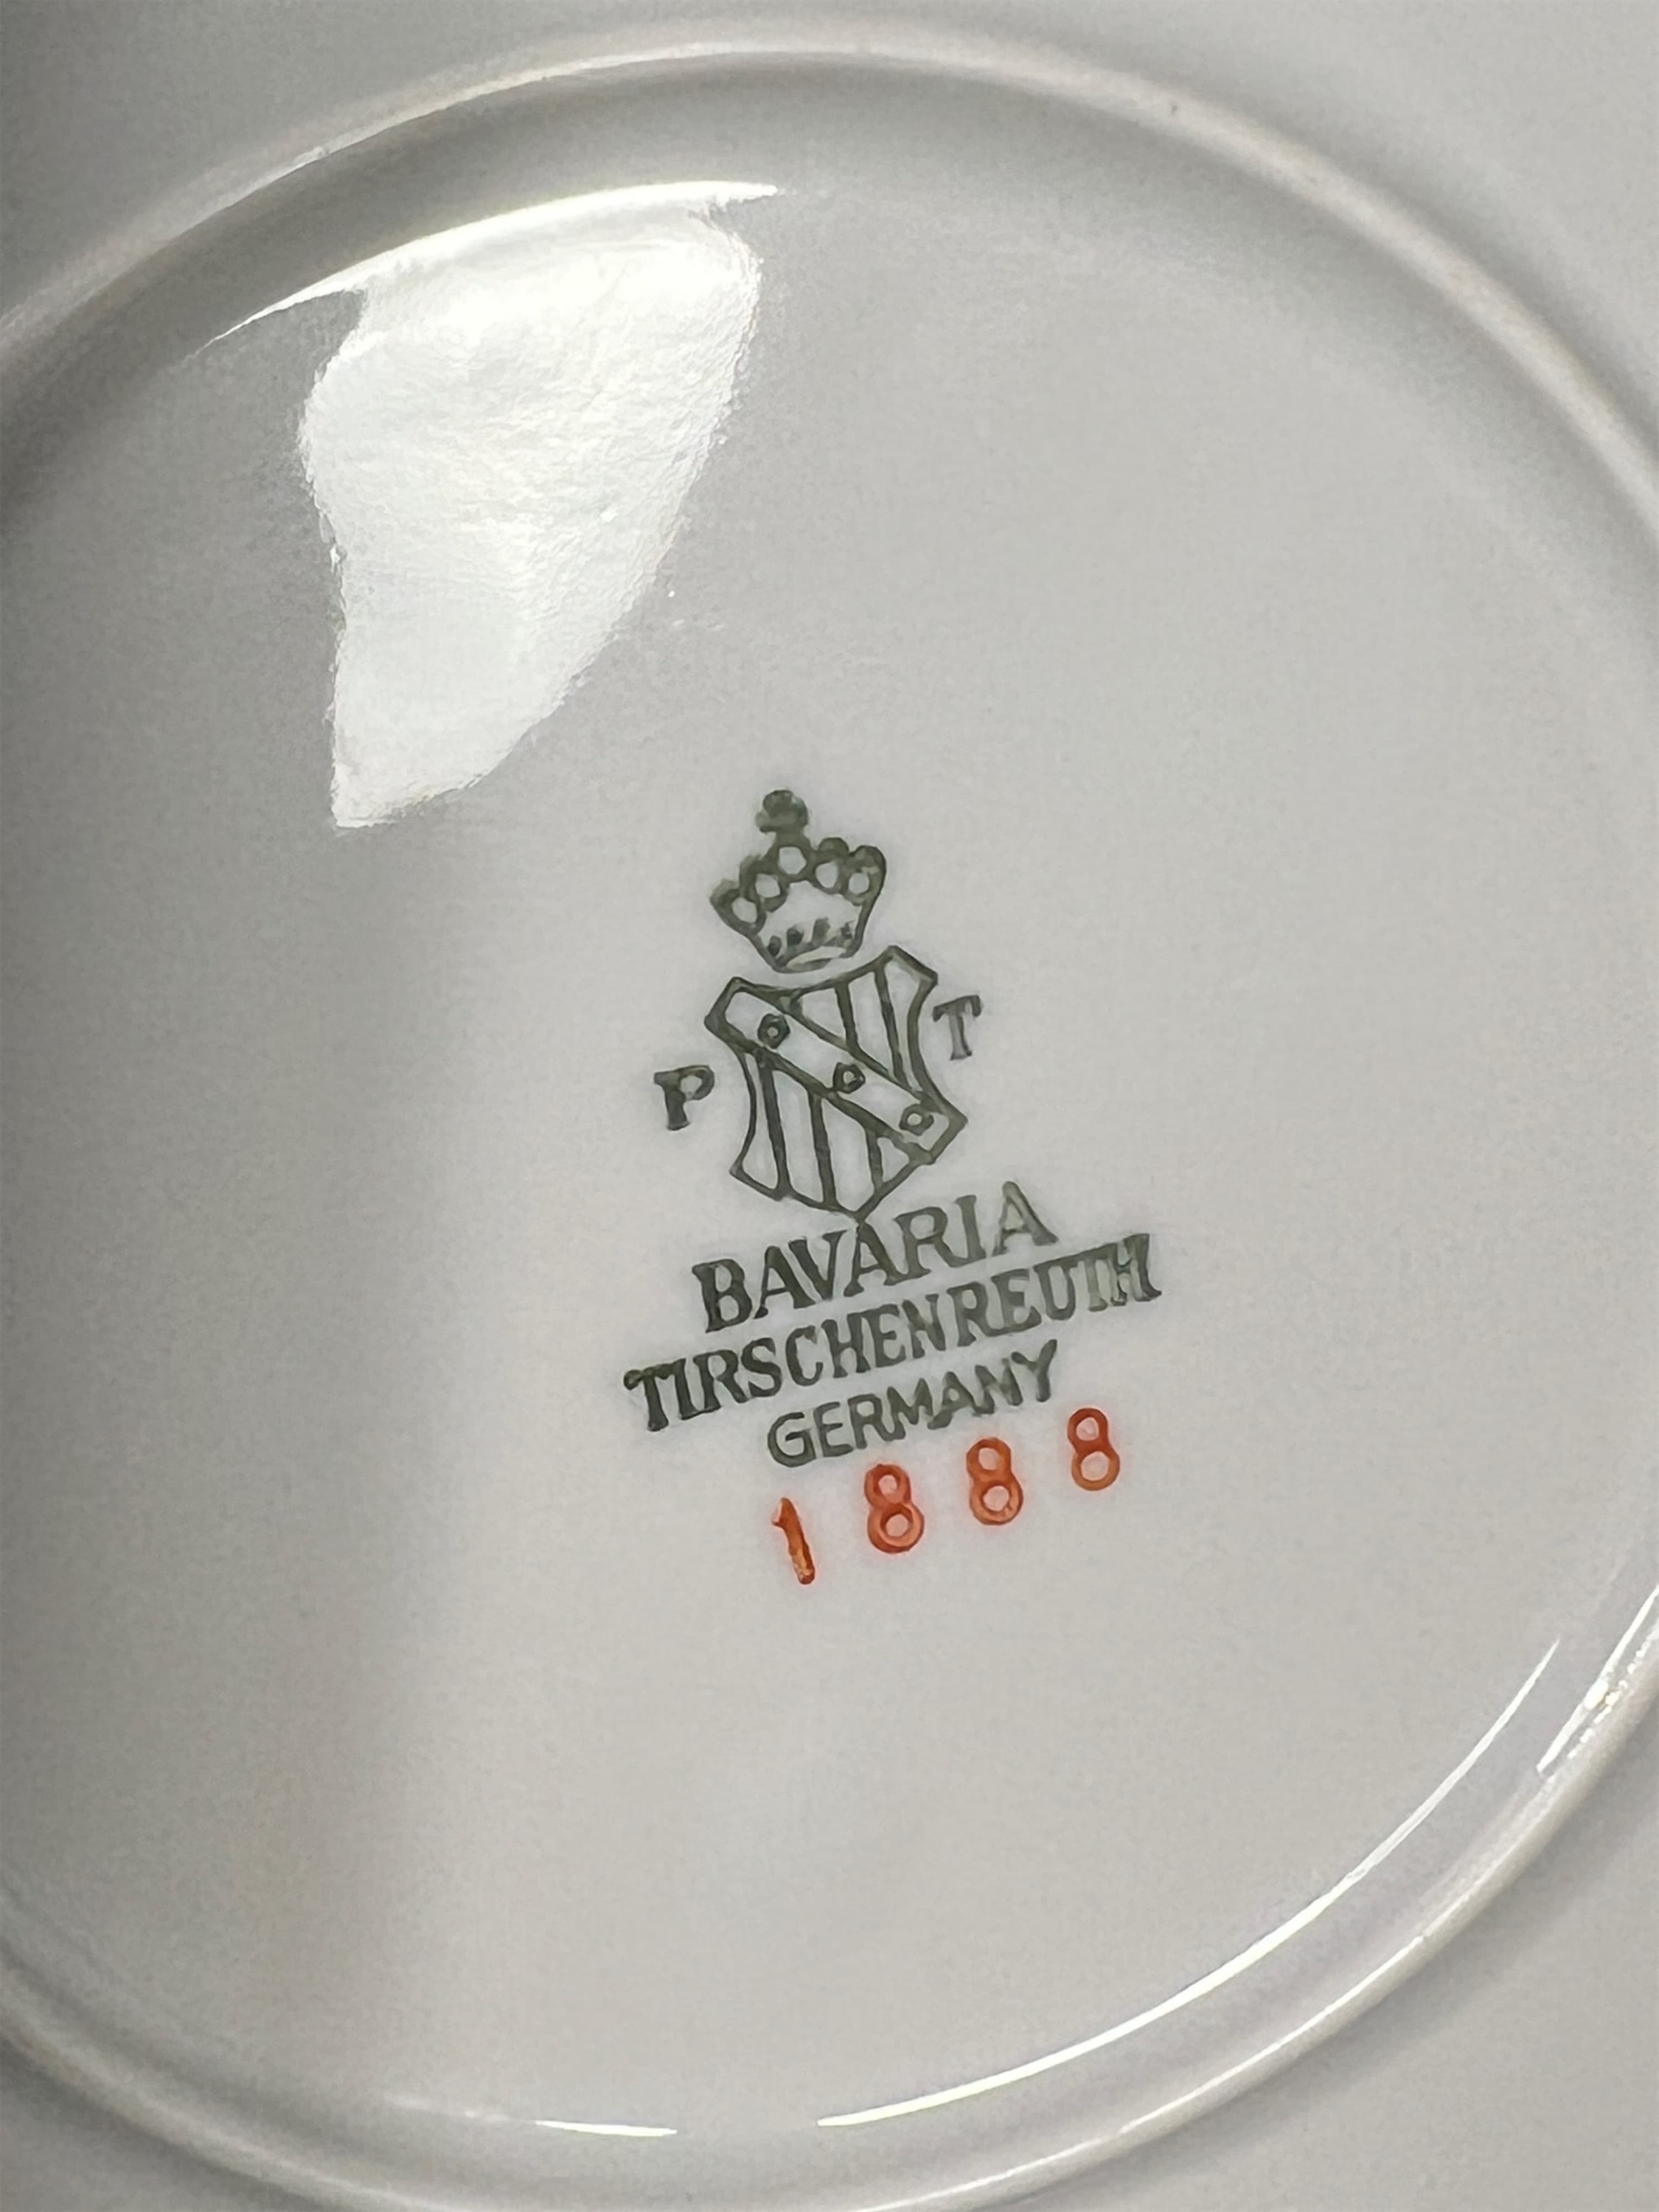 P T
BAVARIA
TIRSCHENREUTH
GERMANY
1888